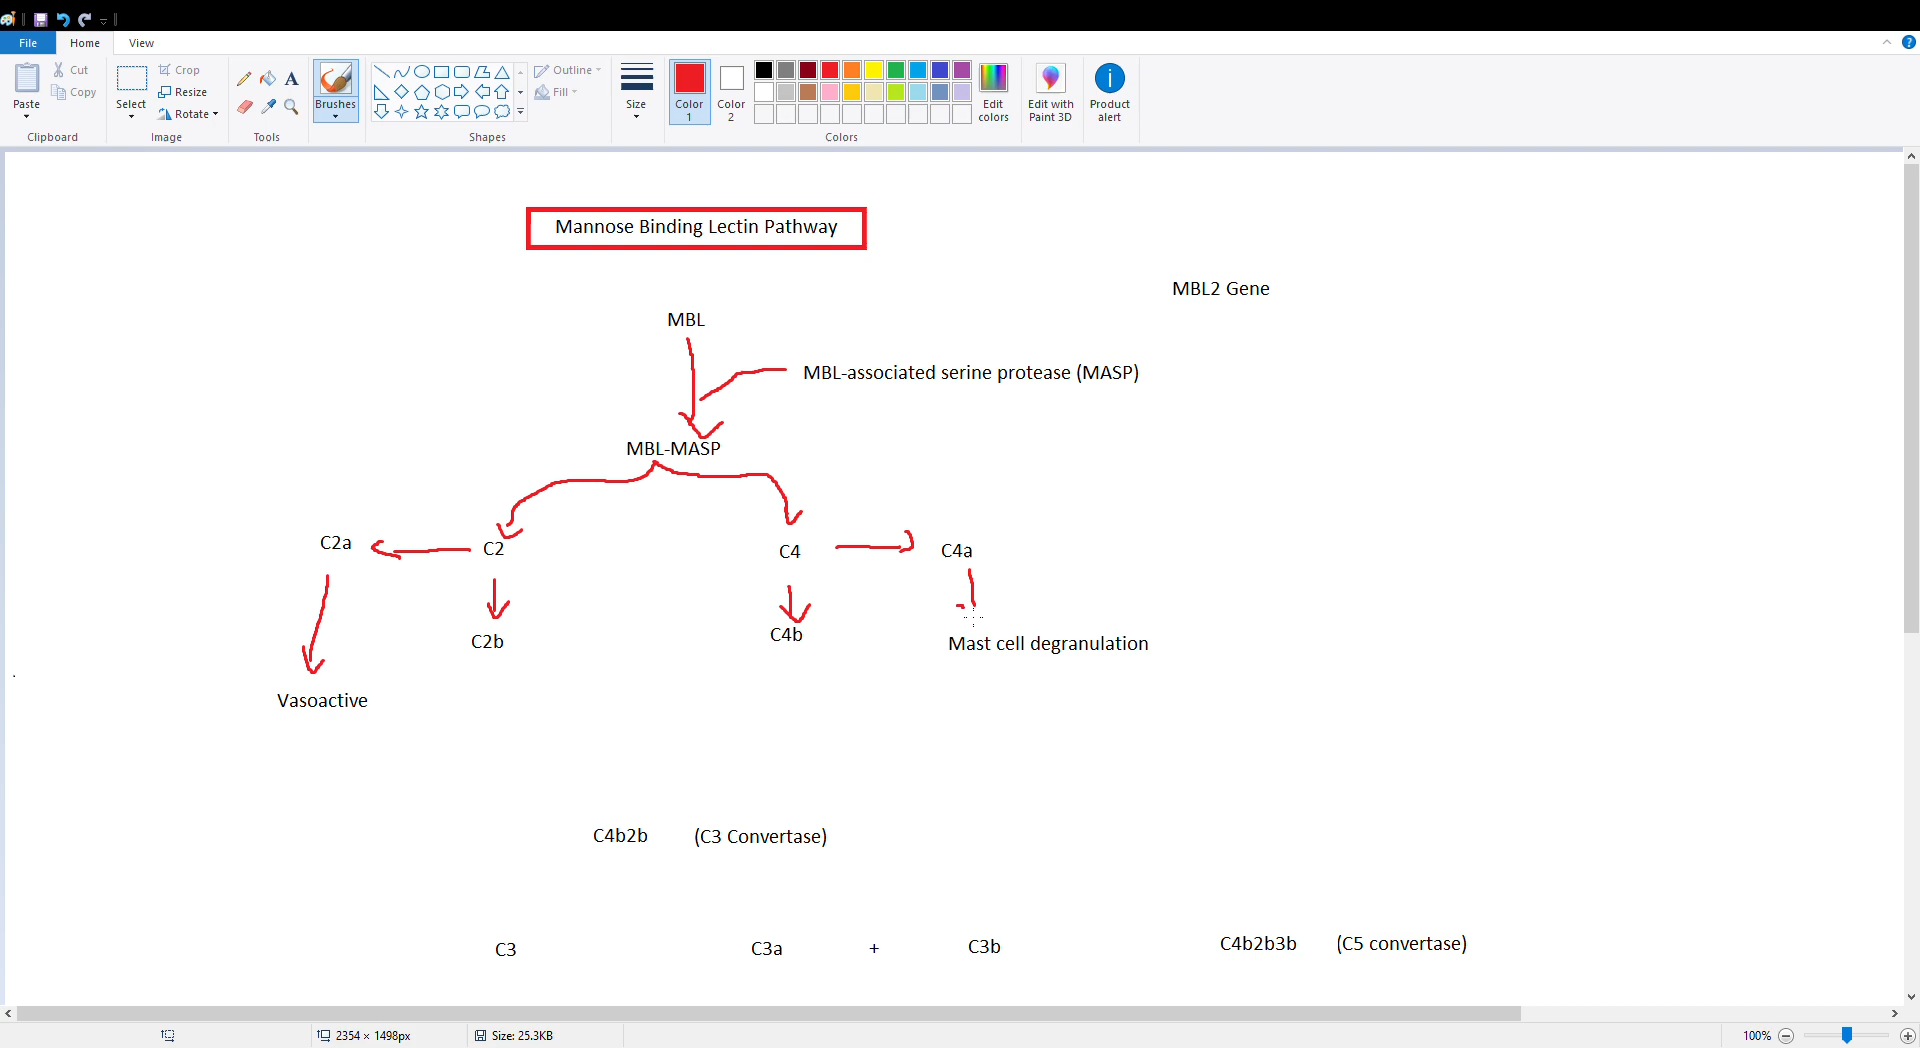 File Home View
Paste
Cut
Copy
Clipboard
Select
Crop
Resize
Rotate
Image
A
Tools
Brushes
Shapes
Outline
Fill
Size
Color 1
Color 2
Edit colors
Colors
Edit with Paint 3D
Product alert
Mannose Binding Lectin Pathway
MBL2 Gene
MBL
MBL-associated serine protease (MASP)
MBL-MASP
C2a C2 C4 C4a
C2b C4b Mast cell degranulation
Vasoactive
C4b2b (C3 Convertase)
C3 C3a + C3b C4b2b3b (C5 convertase)
2354 × 1498px Size: 25.3KB 100%